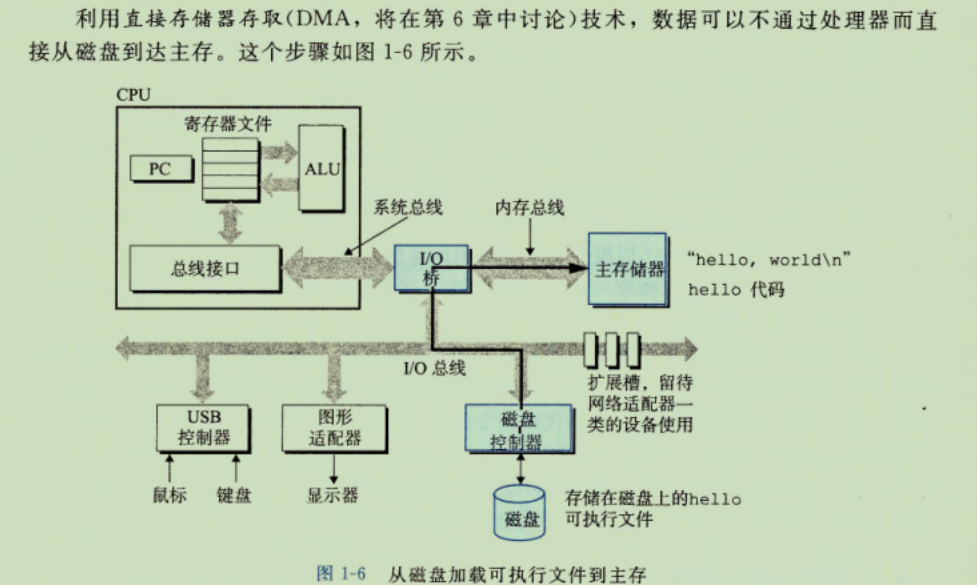 利用直接存储器存取(DMA，将在第 6 章中讨论)技术，数据可以不通过处理器而直
接从磁盘到达主存。这个步骤如图 1-6 所示。
CPU
寄存器文件
PC
ALU
系统总线
内存总线
总线接口
I/O
桥
主存储器
"hello, world\n"
hello 代码
I/O 总线
扩展槽，留待
网络适配器一
类的设备使用
USB
控制器
图形
适配器
磁盘
控制器
鼠标
键盘
显示器
磁盘
存储在磁盘上的hello
可执行文件
图 1-6 从磁盘加载可执行文件到主存